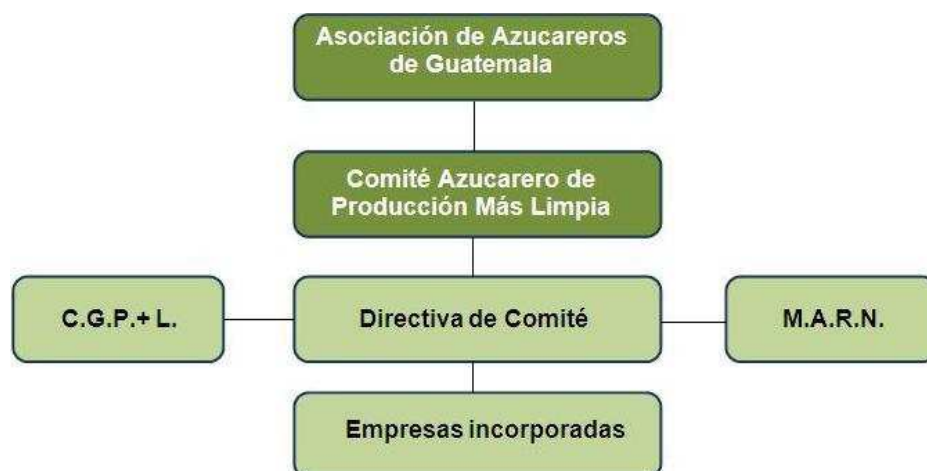 Asociación de Azucareros
de Guatemala
Comité Azucarero de
Producción Más Limpia
C.G.P.+ L.
Directiva de Comité
M.A.R.N.
Empresas incorporadas